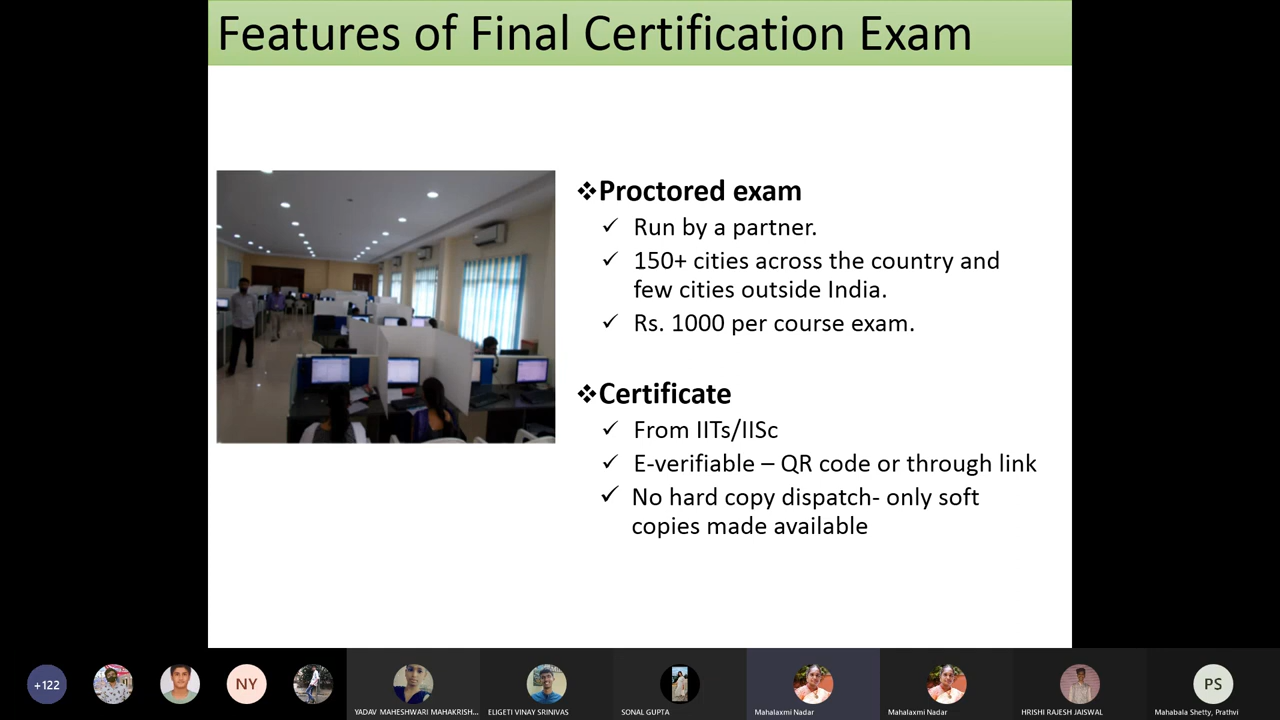 Features of Final Certification Exam
❖Proctored exam
✓ Run by a partner.
✓ 150+ cities across the country and
few cities outside India.
✓ Rs. 1000 per course exam.
❖Certificate
✓ From IITs/IISc
✓ E-verifiable – QR code or through link
✓ No hard copy dispatch- only soft
copies made available
+122
NY
PS
YADAV MAHESHWARI MAHAKRISH...
ELIGETI VINAY SRINIVAS
SONAL GUPTA
Mahalaxmi Nadar
Mahalaxmi Nadar
HRISHI RAJESH JAISWAL
Mahabala Shetty, Prathvi